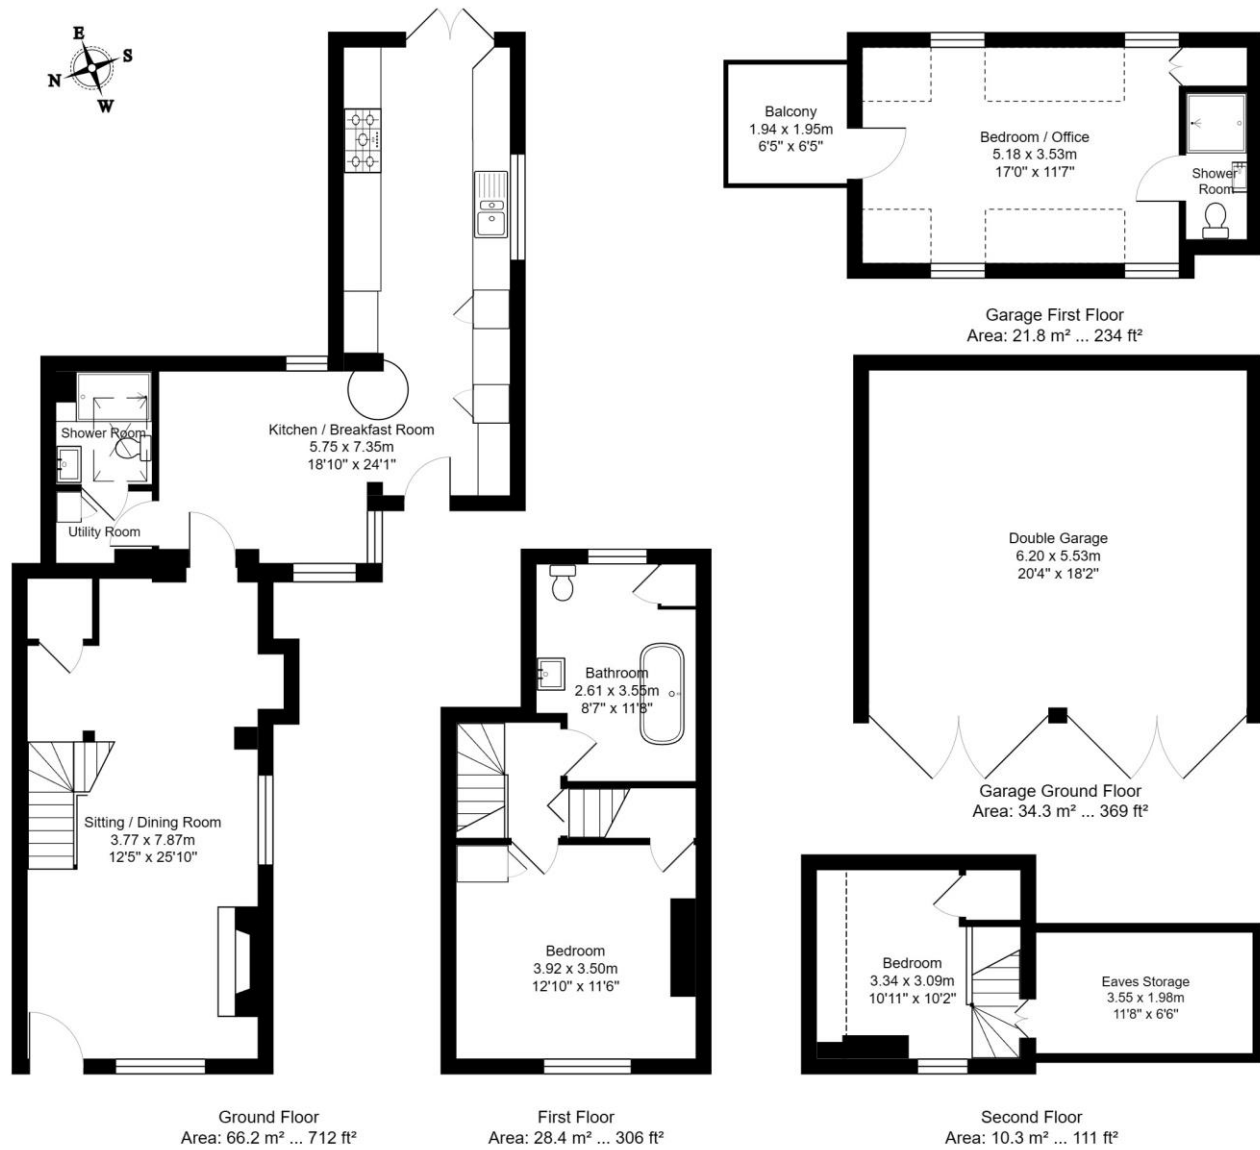 E
S
N
W
Balcony
1.94 x 1.95m
6'5" x 6'5"
Bedroom / Office
5.18 x 3.53m
17'0" x 11'7"
Shower
Room
Garage First Floor
Area: 21.8 m² ... 234 ft²
Shower Room
Kitchen / Breakfast Room
5.75 x 7.35m
18'10" x 24'1"
Utility Room
Double Garage
6.20 x 5.53m
20'4" x 18'2"
Bathroom
2.61 x 3.55m
8'7" x 11'8"
Garage Ground Floor
Area: 34.3 m² ... 369 ft²
Sitting / Dining Room
3.77 x 7.87m
12'5" x 25'10"
Bedroom
3.92 x 3.50m
12'10" x 11'6"
Bedroom
3.34 x 3.09m
10'11" x 10'2"
Eaves Storage
3.55 x 1.98m
11'8" x 6'6"
Ground Floor
Area: 66.2 m² ... 712 ft²
First Floor
Area: 28.4 m² ... 306 ft²
Second Floor
Area: 10.3 m² ... 111 ft²